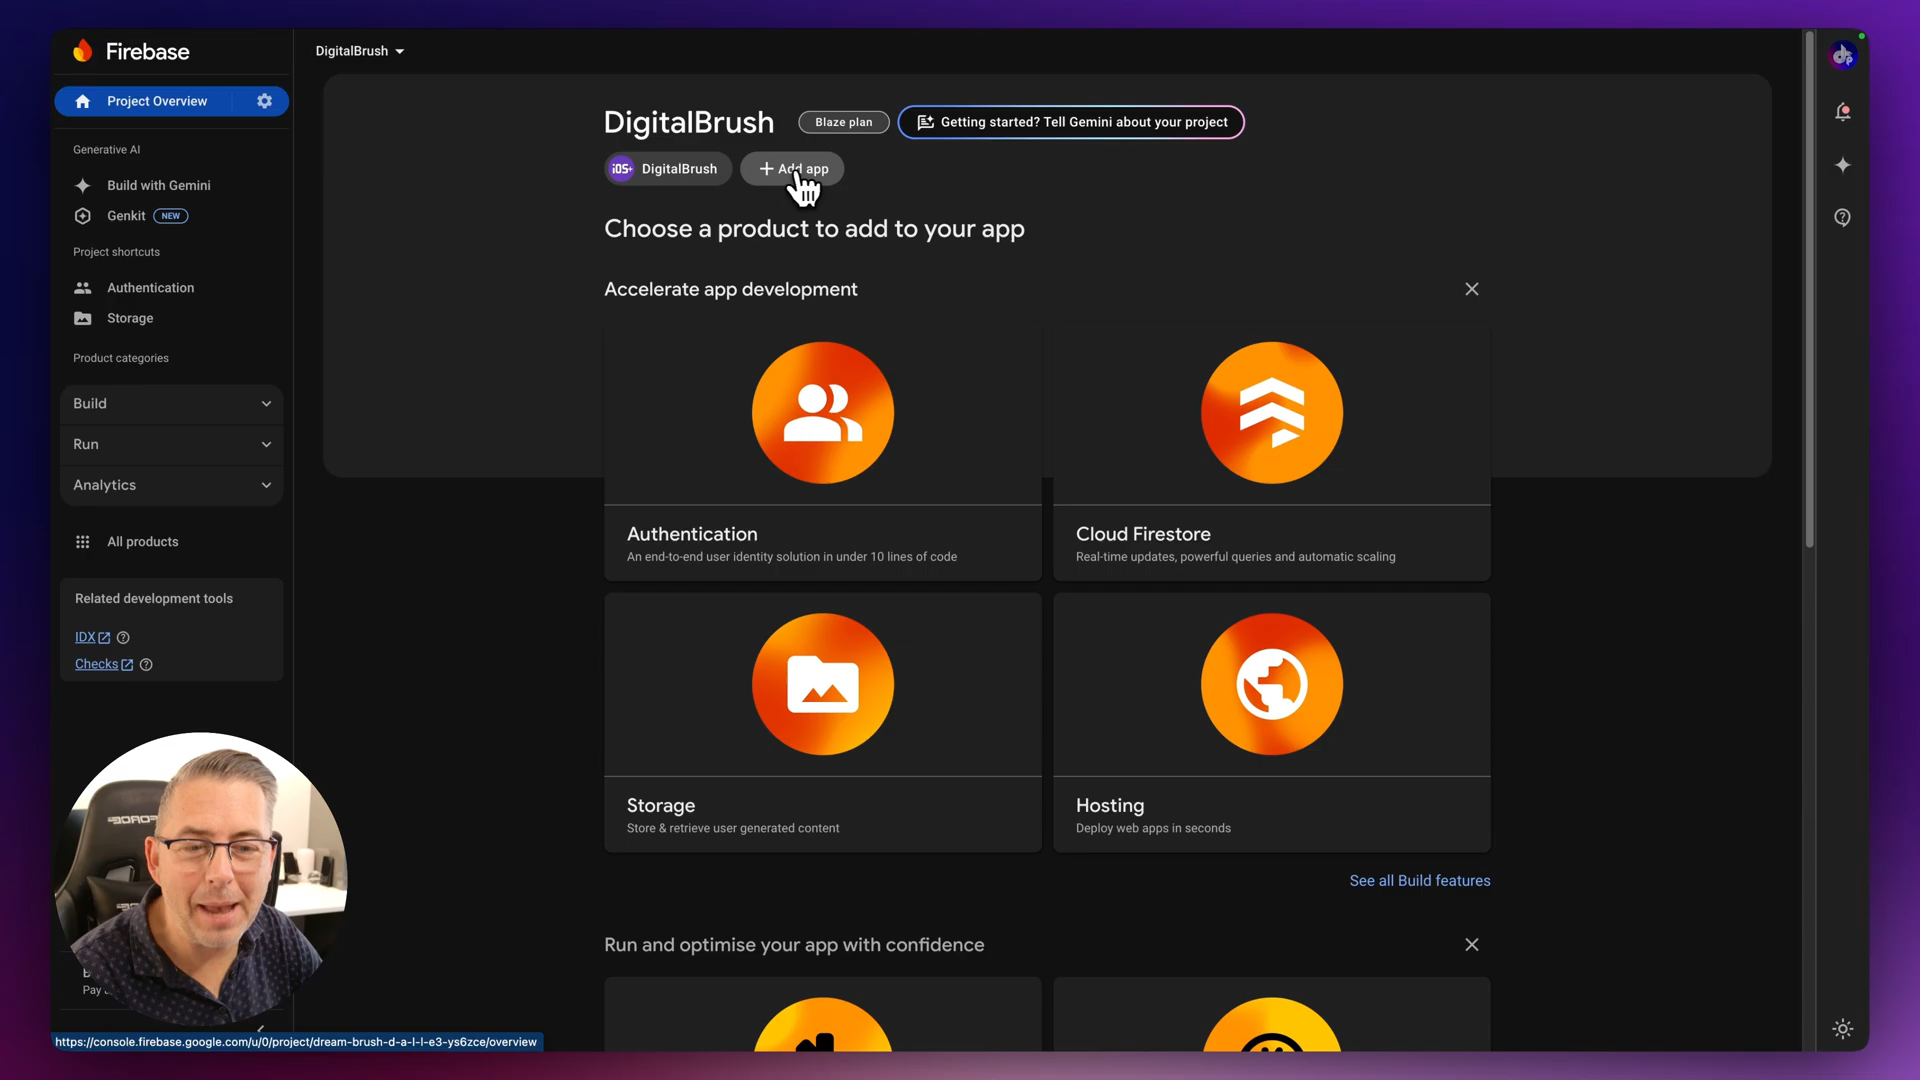 Firebase
DigitalBrush
Project Overview
DigitalBrush
Blaze plan
Getting started? Tell Gemini about your project
iOS+ DigitalBrush
Add app
Generative AI
Build with Gemini
Genkit NEW
Project shortcuts
Authentication
Storage
Product categories
Build
Run
Analytics
All products
Related development tools
IDX
Checks
Choose a product to add to your app
Accelerate app development
Authentication
An end-to-end user identity solution in under 10 lines of code
Cloud Firestore
Real-time updates, powerful queries and automatic scaling
Storage
Store & retrieve user generated content
Hosting
Deploy web apps in seconds
See all Build features
Run and optimise your app with confidence
Pay
https://console.firebase.google.com/u/0/project/dream-brush-d-a-l-l-e3-ys6zce/overview